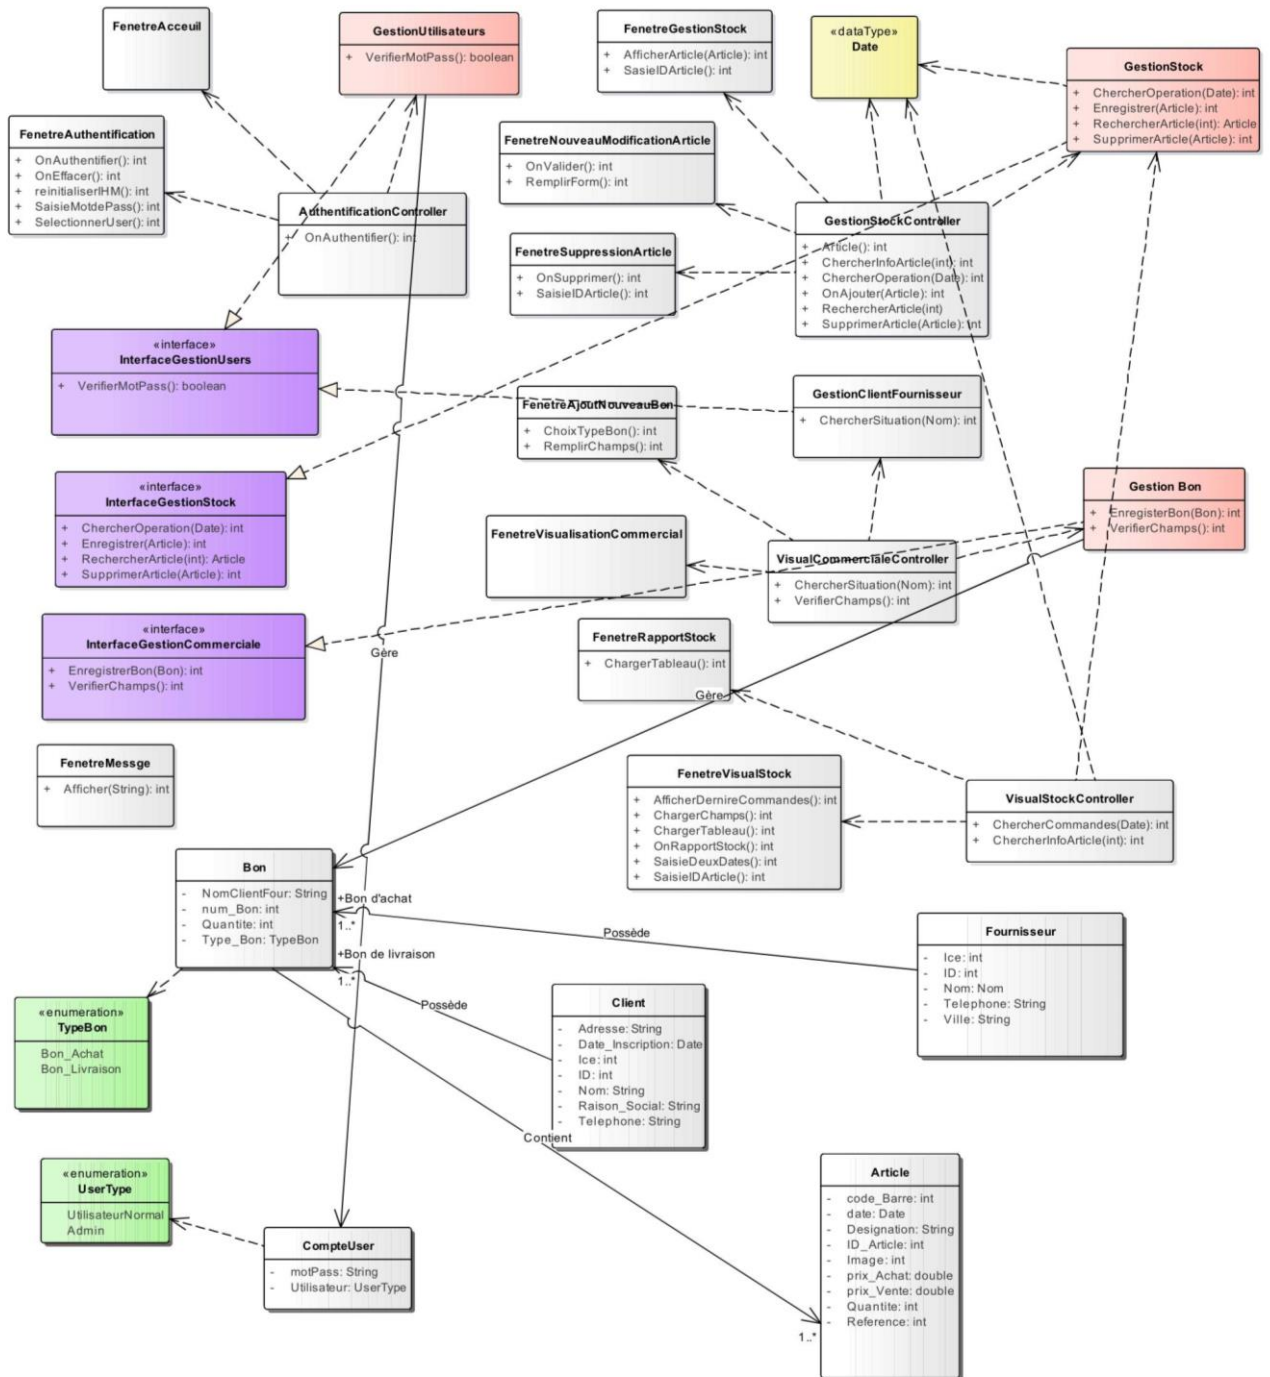 FenetreAcceuil
GestionUtilisateurs
+ VerifierMotPass(): boolean
FenetreGestionStock
+ AfficherArticle(Article): int
+ SasieIDArticle(): int
«dataType»
Date
GestionStock
+ ChercherOperation(Date): int
+ Enregistrer(Article): int
+ RechercherArticle(int): Article
+ SupprimerArticle(Article): int
FenetreAuthentification
+ OnAuthentifier(): int
+ OnEffacer(): int
+ reinitialiserIHM(): int
+ SaisieMotdePass(): int
+ SelectionnerUser(): int
FenetreNouveauModificationArticle
+ OnValider(): int
+ RemplirForm(): int
AuthentificationController
+ OnAuthentifier(): int
GestionStockController
+ Article(): int
+ ChercherInfoArticle(int): int
+ ChercherOperation(Date): int
+ OnAjouter(Article): int
+ RechercherArticle(int)
+ SupprimerArticle(Article): int
FenetreSuppressionArticle
+ OnSupprimer(): int
+ SaisieIDArticle(): int
«interface»
InterfaceGestionUsers
+ VerifierMotPass(): boolean
FenetreAjoutNouveauBon
+ ChoixTypeBon(): int
+ RemplirChamps(): int
GestionClientFournisseur
+ ChercherSituation(Nom): int
«interface»
InterfaceGestionStock
+ ChercherOperation(Date): int
+ Enregistrer(Article): int
+ RechercherArticle(int): Article
+ SupprimerArticle(Article): int
Gestion Bon
+ EnregisterBon(Bon): int
+ VerifierChamps(): int
FenetreVisualisationCommercial
VisualCommercialeController
+ ChercherSituation(Nom): int
+ VerifierChamps(): int
«interface»
InterfaceGestionCommerciale
+ EnregistrerBon(Bon): int
+ VerifierChamps(): int
FenetreRapportStock
+ ChargerTableau(): int
Gère
Gère
FenetreMessge
+ Afficher(String): int
FenetreVisualStock
+ AfficherDernireCommandes(): int
+ ChargerChamps(): int
+ ChargerTableau(): int
+ OnRapportStock(): int
+ SaisieDeuxDates(): int
+ SaisieIDArticle(): int
VisualStockController
+ ChercherCommandes(Date): int
+ ChercherInfoArticle(int): int
Bon
- NomClientFour: String
- num_Bon: int
- Quantite: int
- Type_Bon: TypeBon
+Bon d'achat
1..*
+Bon de livraison
1..*
Possède
Possède
Fournisseur
- Ice: int
- ID: int
- Nom: Nom
- Telephone: String
- Ville: String
«enumeration»
TypeBon
Bon_Achat
Bon_Livraison
Client
- Adresse: String
- Date_Inscription: Date
- Ice: int
- ID: int
- Nom: String
- Raison_Social: String
- Telephone: String
Contient
«enumeration»
UserType
UtilisateurNormal
Admin
CompteUser
- motPass: String
- Utilisateur: UserType
Article
- code_Barre: int
- date: Date
- Designation: String
- ID_Article: int
- Image: int
- prix_Achat: double
- prix_Vente: double
- Quantite: int
- Reference: int
1..*